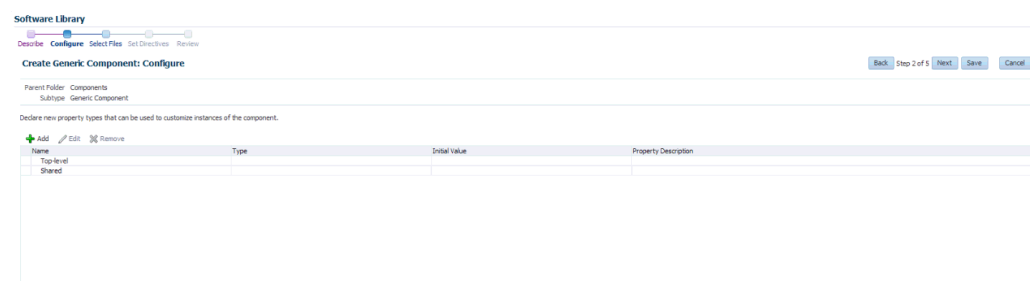 Software Library
Describe Configure Select Files Set Directives Review
Create Generic Component: Configure
Back Step 2 of 5 Next Save Cancel
Parent Folder Components
Subtype Generic Component
Declare new property types that can be used to customize instances of the component.
Add Edit Remove
Name Type Initial Value Property Description
Top-level
Shared